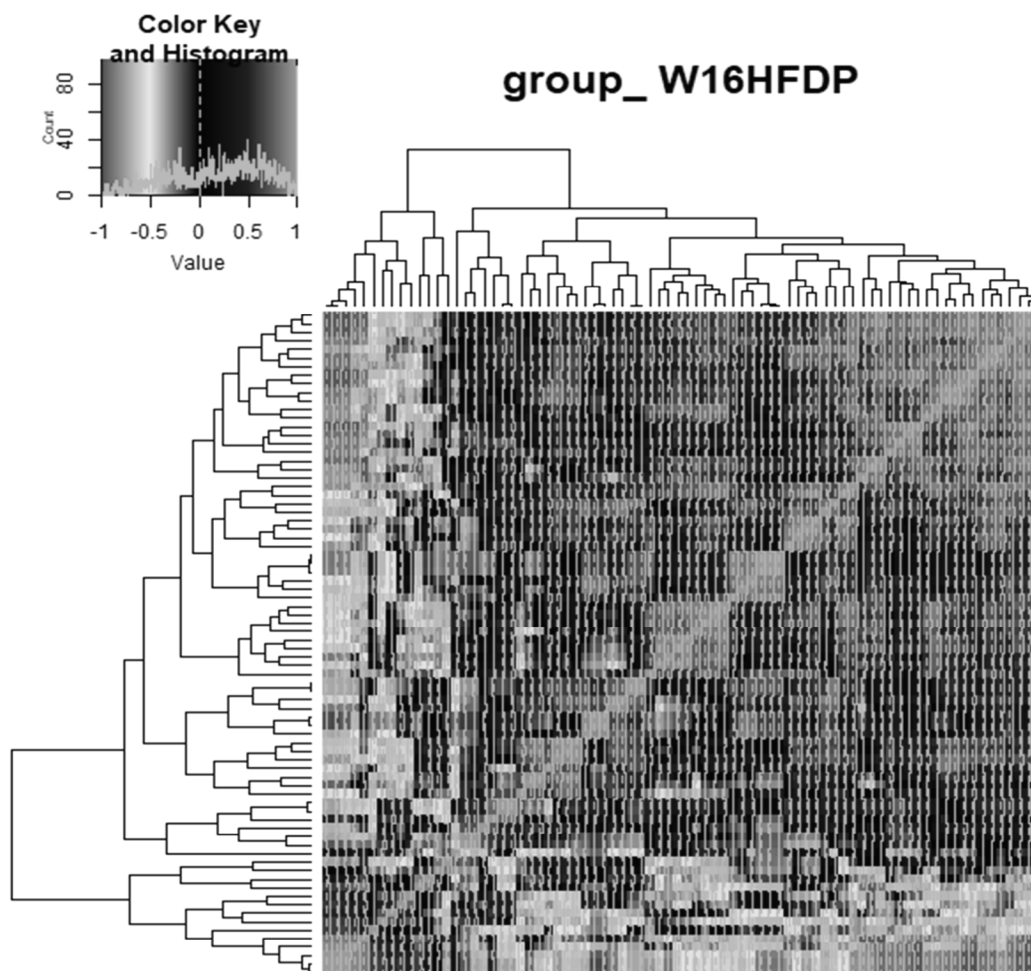 Color Key
and Histogram
group_ W16HFDP
Count
0 40 80
-1 -0.5 0 0.5 1
Value